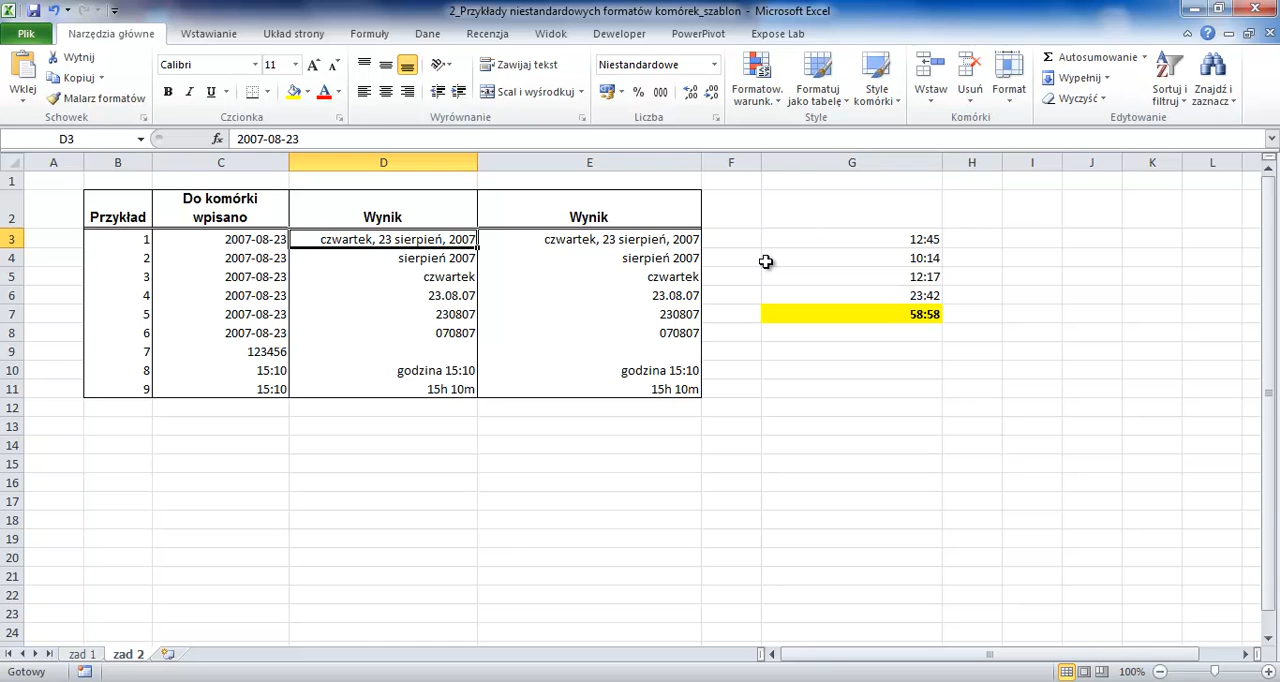 2_Przykłady niestandardowych formatów komórek_szablon - Microsoft Excel
Plik Narzędzia główne Wstawianie Układ strony Formuły Dane Recenzja Widok Deweloper PowerPivot Expose Lab
Wklej Wytnij Kopiuj Malarz formatów Schowek
Calibri 11 B I U A A A Czcionka
Zawijaj tekst Scal i wyśrodkuj Wyrównanie
Niestandardowe % 000 Liczba
Formatow. warunk. Formatuj jako tabelę Style komórki Style
Wstaw Usuń Format Komórki
Autosumowanie Wypełnij Wyczyść Sortuj i filtruj Znajdź i zaznacz Edytowanie
D3 fx 2007-08-23
A B C D E F G H I J K L
1
2 Przykład Do komórki wpisano Wynik Wynik
3 1 2007-08-23 czwartek, 23 sierpień, 2007 czwartek, 23 sierpień, 2007 12:45
4 2 2007-08-23 sierpień 2007 sierpień 2007 10:14
5 3 2007-08-23 czwartek czwartek 12:17
6 4 2007-08-23 23.08.07 23.08.07 23:42
7 5 2007-08-23 230807 230807 58:58
8 6 2007-08-23 070807 070807
9 7 123456
10 8 15:10 godzina 15:10 godzina 15:10
11 9 15:10 15h 10m 15h 10m
12
13
14
15
16
17
18
19
20
21
22
23
24
zad 1 zad 2
Gotowy 100%